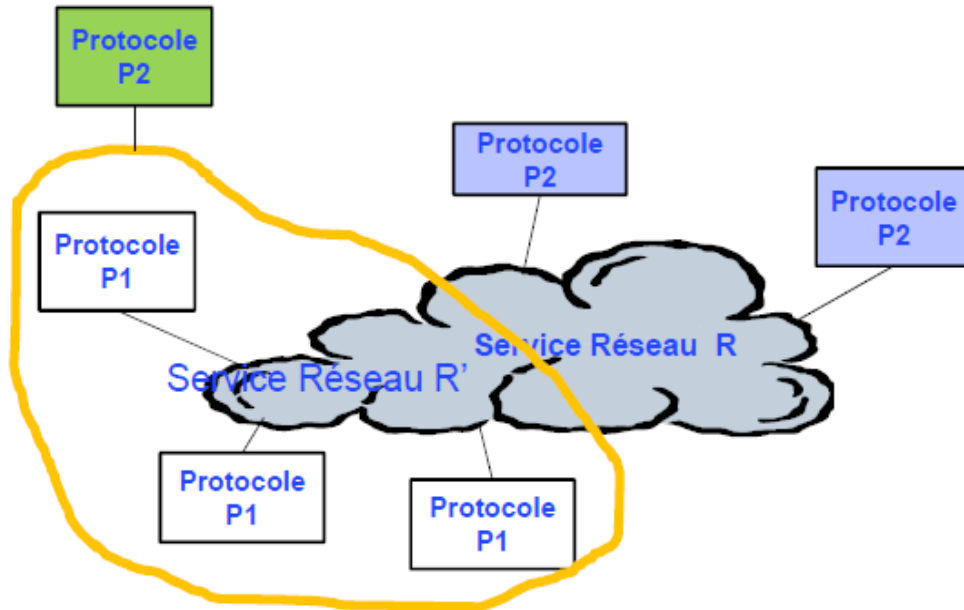 Protocole
P2
Protocole
P2
Protocole
P2
Protocole
P1
Service Réseau R
Service Réseau R'
Protocole
P1
Protocole
P1